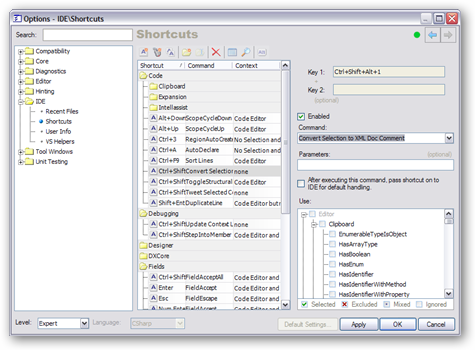 Options - IDE\Shortcuts
Search:
Shortcuts
Compatibility
Core
Diagnostics
Editor
Hinting
IDE
Recent Files
Shortcuts
User Info
VS Helpers
Tool Windows
Unit Testing
Shortcut / Command Context
Code
Clipboard
Expansion
Intellassist
Alt+Down ScopeCycleDown Code Editor
Alt+Up ScopeCycleUp Code Editor
Ctrl+3 RegionAutoCrea No Selection and
Ctrl+A AutoDeclare No Selection and
Ctrl+F9 Sort Lines Code Editor
Ctrl+Shift Convert Selection none
Ctrl+Shift ToggleStructural Code Editor
Ctrl+Shift Tweet Selected Co none
Shift+Ent DuplicateLine Code Editor but
Debugging
Ctrl+Shift Update Context L none
Ctrl+Shift StepIntoMember Code Editor
Designer
DXCore
Fields
Ctrl+Shift FieldAcceptAll Code Editor and
Enter FieldAccept Code Editor and
Esc FieldEscape Code Editor and
Key 1: Ctrl+Shift+Alt+1
Key 2:
(optional)
Enabled
Command:
Convert Selection to XML Doc Comment
Parameters: (optional)
After executing this command, pass shortcut on to
IDE for default handling.
Use:
Editor
Clipboard
EnumerableTypeIsObject
HasArrayType
HasBoolean
HasEnum
HasIdentifier
HasIdentifierWithMethod
HasIdentifierWithProperty
Selected Excluded Mixed Ignored
Level: Expert Language: CSharp
Default Settings... Apply OK Cancel